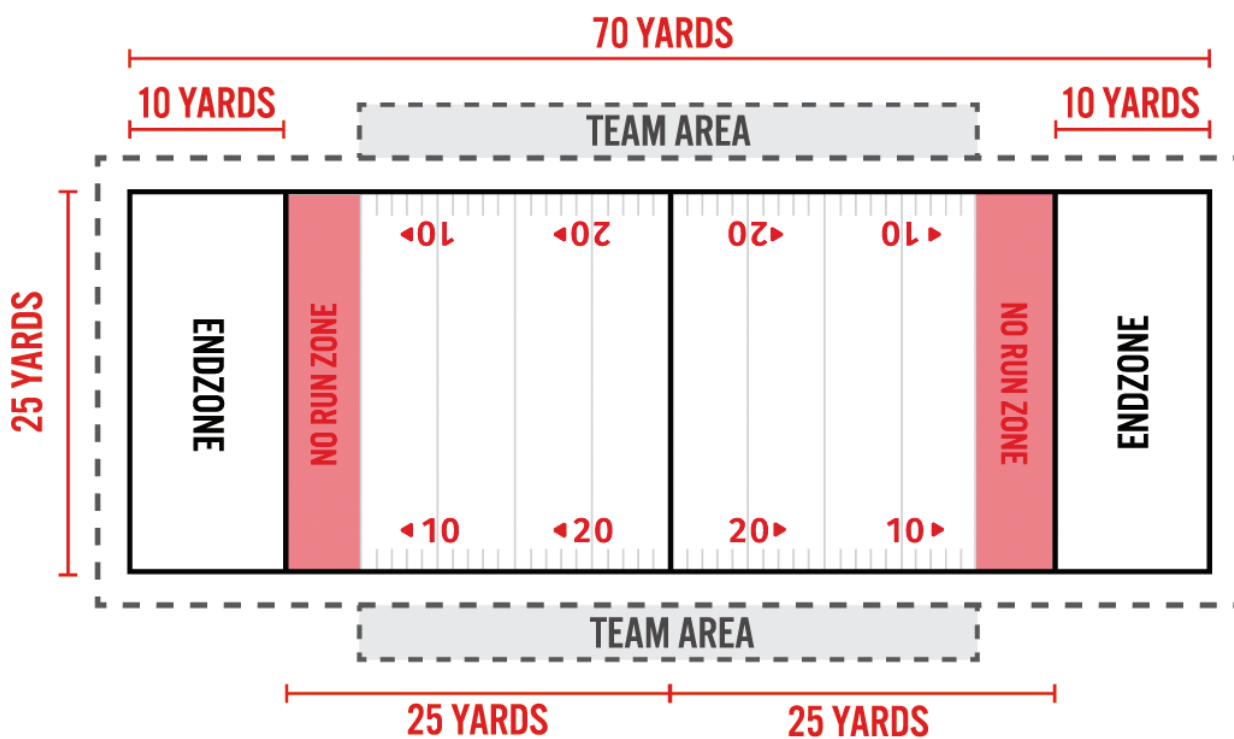 70 YARDS
10 YARDS
10 YARDS
TEAM AREA
10
20
20
10
25 YARDS
ENDZONE
NO RUN ZONE
NO RUN ZONE
ENDZONE
10
20
20
10
TEAM AREA
25 YARDS
25 YARDS